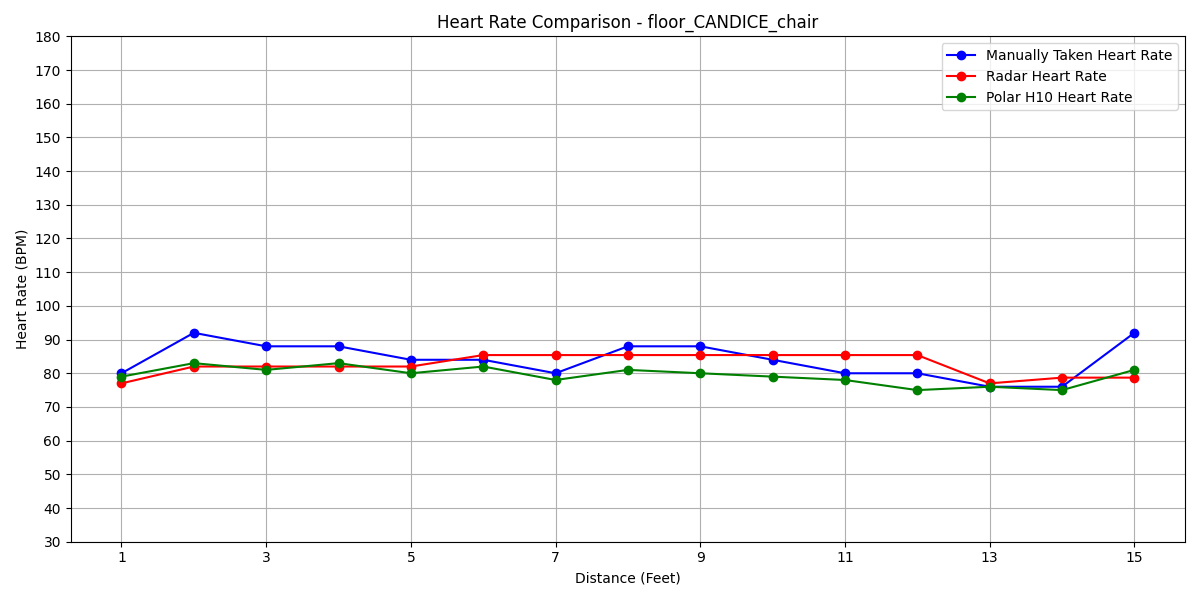 Heart Rate Comparison - floor_CANDICE_chair
Manually Taken Heart Rate
Radar Heart Rate
Polar H10 Heart Rate
180
170
160
150
140
130
120
110
100
90
80
70
60
50
40
30
Heart Rate (BPM)
1 3 5 7 9 11 13 15
Distance (Feet)